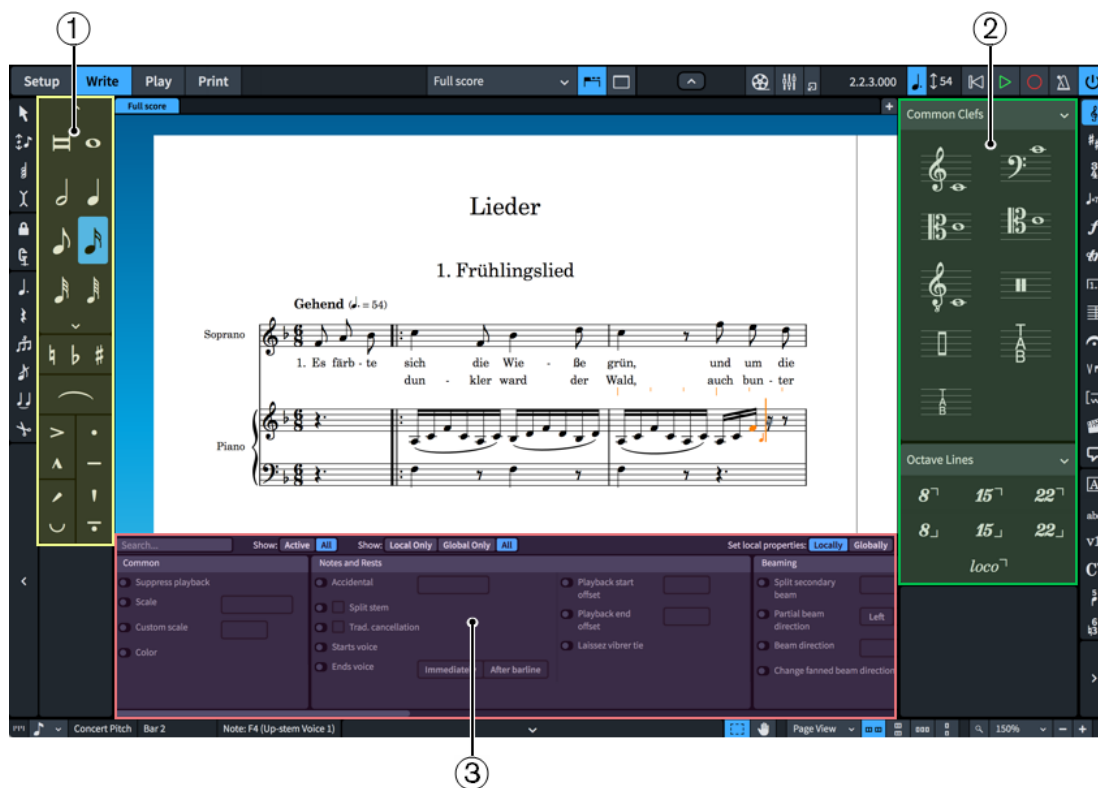 1
2
Setup Write Play Print Full score 2.2.3.000 54
Full score
Common Clefs
Lieder
1. Frühlingslied
Gehend (♩. = 54)
Soprano
1. Es färb - te sich die Wie - ße grün, und um die
dun - kler ward der Wald, auch bun - ter
Piano
T
A
B
T
A
B
Octave Lines
8 15 22
8 15 22
loco
Search... Show: Active All Show: Local Only Global Only All Set local properties: Locally Globally
Common Notes and Rests Beaming
Suppress playback Accidental Playback start offset Split secondary beam
Scale Split stem Playback end offset Partial beam direction Left
Custom scale Trad. cancellation Laissez vibrer tie Beam direction
Color Starts voice Change fanned beam direction
Ends voice Immediately After barline
Concert Pitch Bar 2 Note: F4 (Up-stem Voice 1) Page View 150%
3